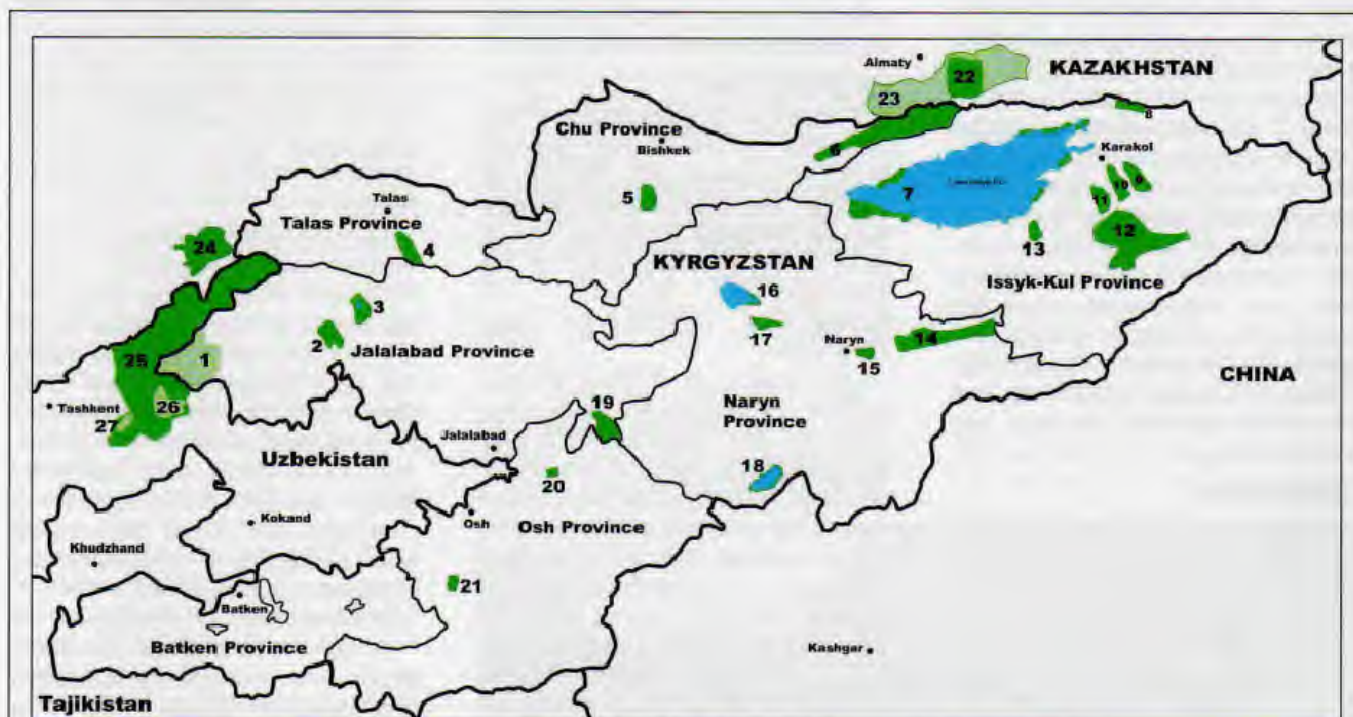 Almaty
22
KAZAKHSTAN
23
8
Chu Province
Bishkek
6
Karakol
Talas
5
7
9
10
11
Talas Province
24
4
13
12
KYRGYZSTAN
16
Issyk-Kul Province
3
2
17
Naryn
14
25
1
Jalalabad Province
15
CHINA
Tashkent
26
27
19
Naryn
Province
Jalalabad
Uzbekistan
18
20
Kokand
Osh
Osh Province
Khudzhand
21
Batken
Batken Province
Kashgar
Tajikistan